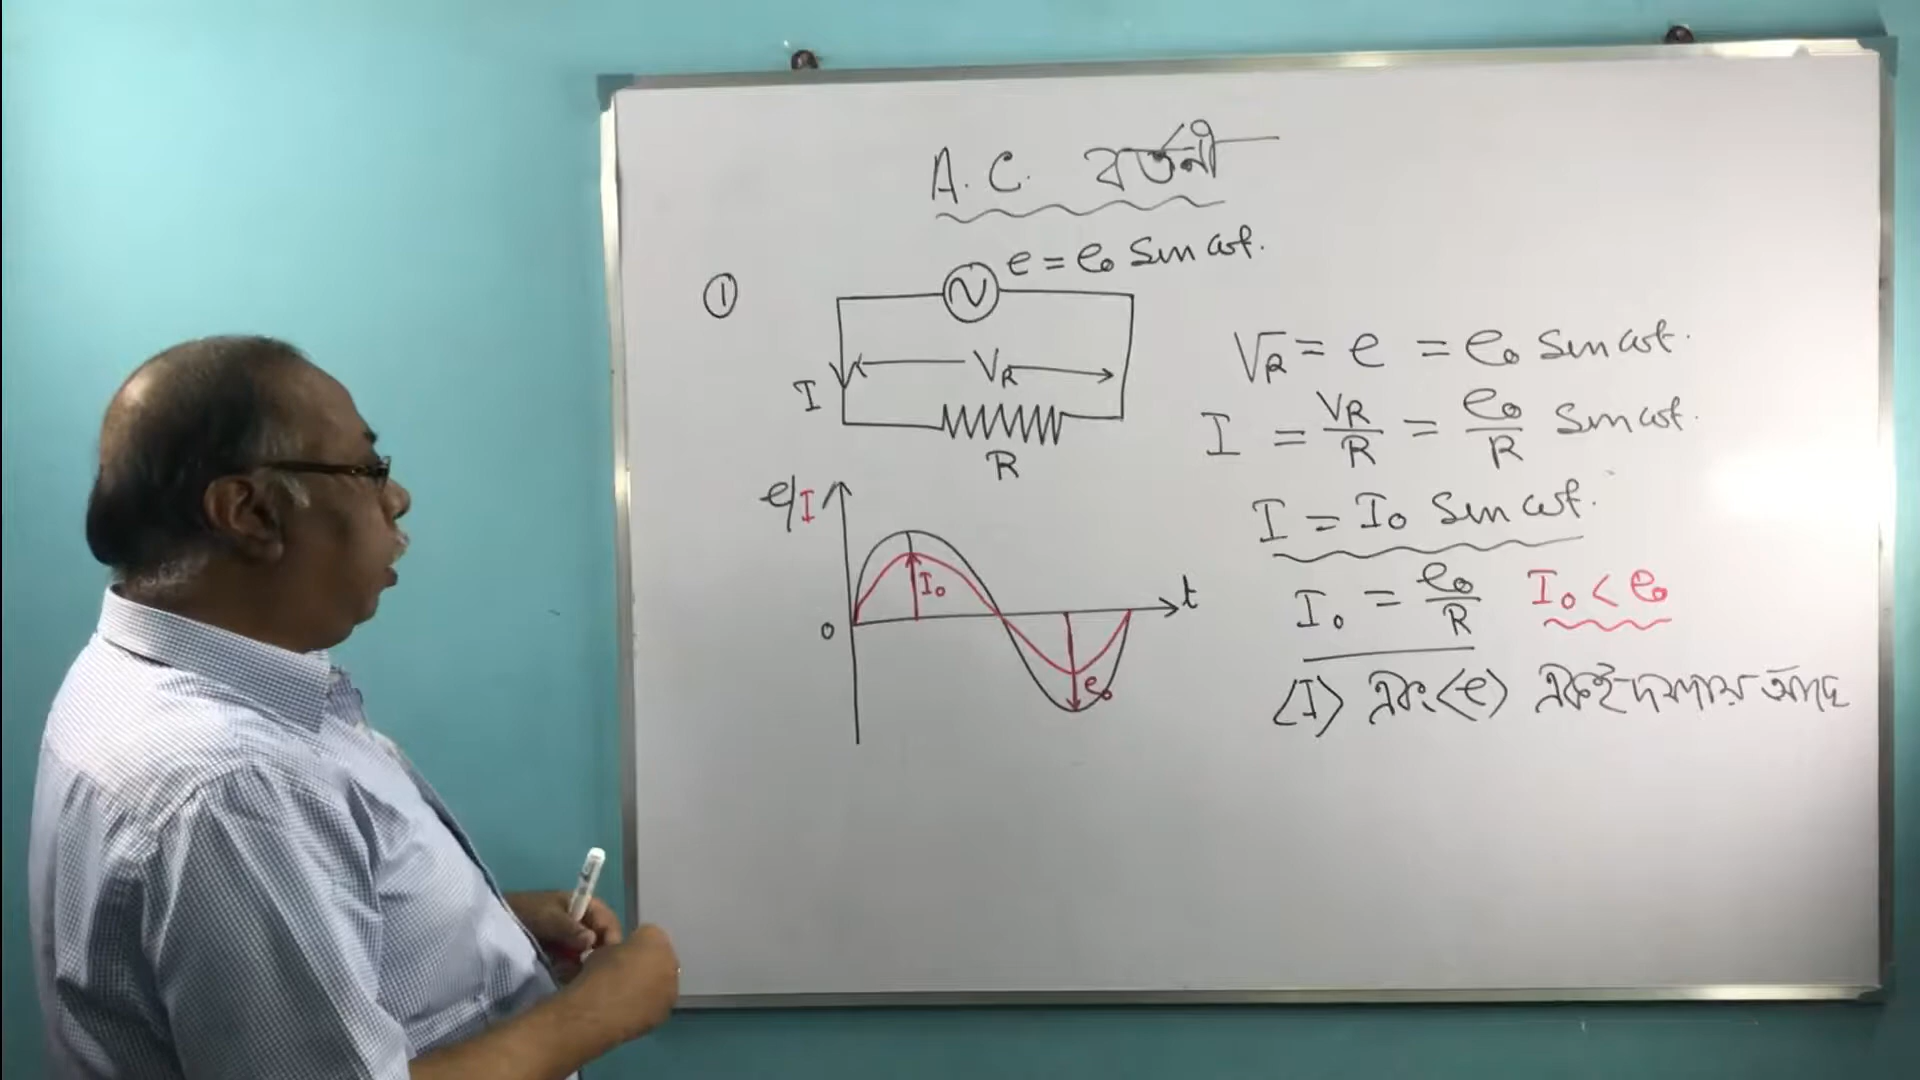 A. C. বর্তনী
① e = e₀ Sin ωt.
I V_R
R
V_R = e = e₀ Sin ωt.
I = V_R/R = e₀/R Sin ωt.
I = I₀ Sin ωt.
I₀ = e₀/R I₀ < e₀
⟨I⟩ এবং ⟨e⟩ একই দশায় আছে
e/I
I₀
t
0
e₀